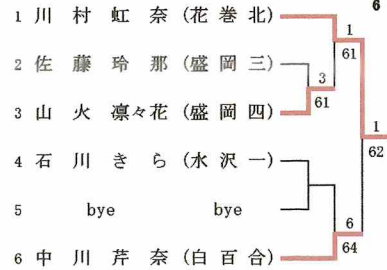 6
1 川村虹奈 (花巻北)
1
61
2 佐藤玲那 (盛岡三)
3
61
3 山火凛々花 (盛岡四)
1
62
4 石川きら (水沢一)
5 bye bye
6
64
6 中川芹奈 (白百合)